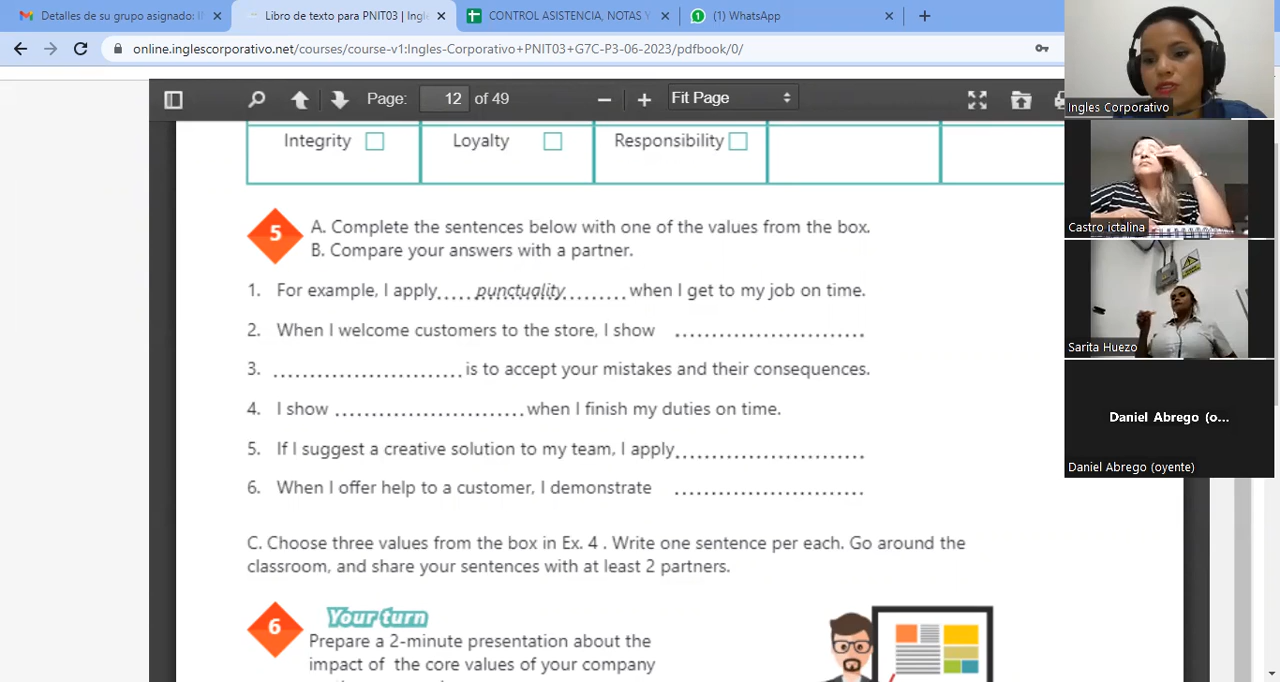 Detalles de su grupo asignado: I
Libro de texto para PNIT03 | Ingl
CONTROL ASISTENCIA, NOTAS Y
(1) WhatsApp
online.inglescorporativo.net/courses/course-v1:Ingles-Corporativo+PNIT03+G7C-P3-06-2023/pdfbook/0/
Page: 12 of 49
Fit Page
Integrity
Loyalty
Responsibility
5
A. Complete the sentences below with one of the values from the box.
B. Compare your answers with a partner.
1. For example, I apply.....punctuality.......when I get to my job on time.
2. When I welcome customers to the store, I show .....................
3. .....................is to accept your mistakes and their consequences.
4. I show .....................when I finish my duties on time.
5. If I suggest a creative solution to my team, I apply.....................
6. When I offer help to a customer, I demonstrate .....................
C. Choose three values from the box in Ex. 4 . Write one sentence per each. Go around the
classroom, and share your sentences with at least 2 partners.
6
Your turn
Prepare a 2-minute presentation about the
impact of the core values of your company
Ingles Corporativo
Castro ictalina
Sarita Huezo
Daniel Abrego (o...
Daniel Abrego (oyente)